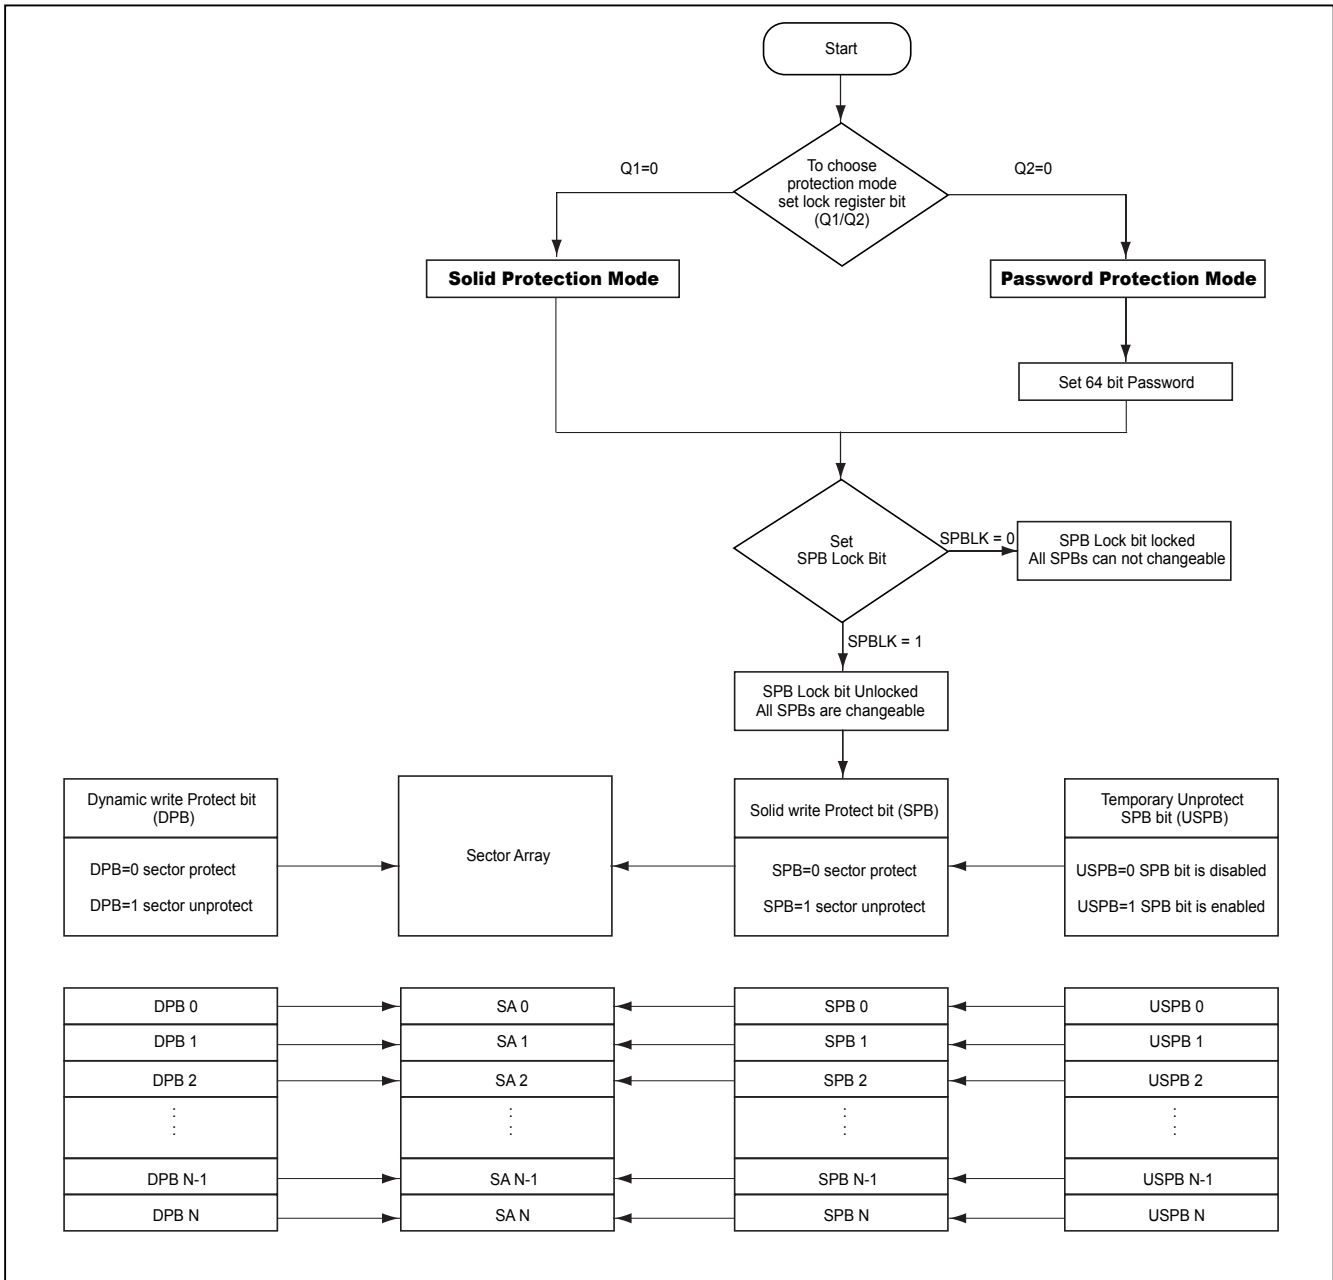 Start
To choose
protection mode
set lock register bit
(Q1/Q2)
Q1=0
Q2=0
Solid Protection Mode
Password Protection Mode
Set 64 bit Password
Set
SPB Lock Bit
SPBLK = 0
SPB Lock bit locked
All SPBs can not changeable
SPBLK = 1
SPB Lock bit Unlocked
All SPBs are changeable
Dynamic write Protect bit
(DPB)
DPB=0 sector protect
DPB=1 sector unprotect
Sector Array
Solid write Protect bit (SPB)
SPB=0 sector protect
SPB=1 sector unprotect
Temporary Unprotect
SPB bit (USPB)
USPB=0 SPB bit is disabled
USPB=1 SPB bit is enabled
DPB 0
SA 0
SPB 0
USPB 0
DPB 1
SA 1
SPB 1
USPB 1
DPB 2
SA 2
SPB 2
USPB 2
DPB N-1
SA N-1
SPB N-1
USPB N-1
DPB N
SA N
SPB N
USPB N